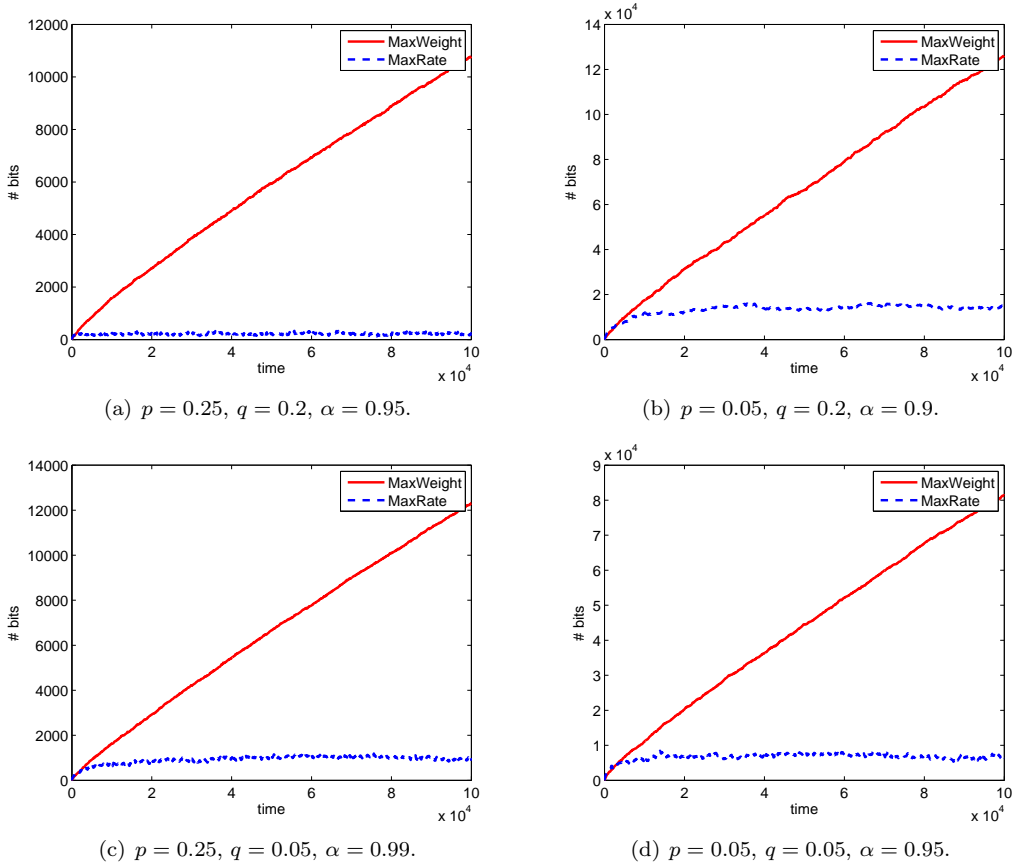 12000
10000
8000
6000
4000
2000
0
# bits
MaxWeight
MaxRate
0 2 4 6 8 10
time
x 10^4
(a) p = 0.25, q = 0.2, α = 0.95.
x 10^4
14
12
10
8
6
4
2
0
# bits
MaxWeight
MaxRate
0 2 4 6 8 10
time
x 10^4
(b) p = 0.05, q = 0.2, α = 0.9.
14000
12000
10000
8000
6000
4000
2000
0
# bits
MaxWeight
MaxRate
0 2 4 6 8 10
time
x 10^4
(c) p = 0.25, q = 0.05, α = 0.99.
x 10^4
9
8
7
6
5
4
3
2
1
0
# bits
MaxWeight
MaxRate
0 2 4 6 8 10
time
x 10^4
(d) p = 0.05, q = 0.05, α = 0.95.